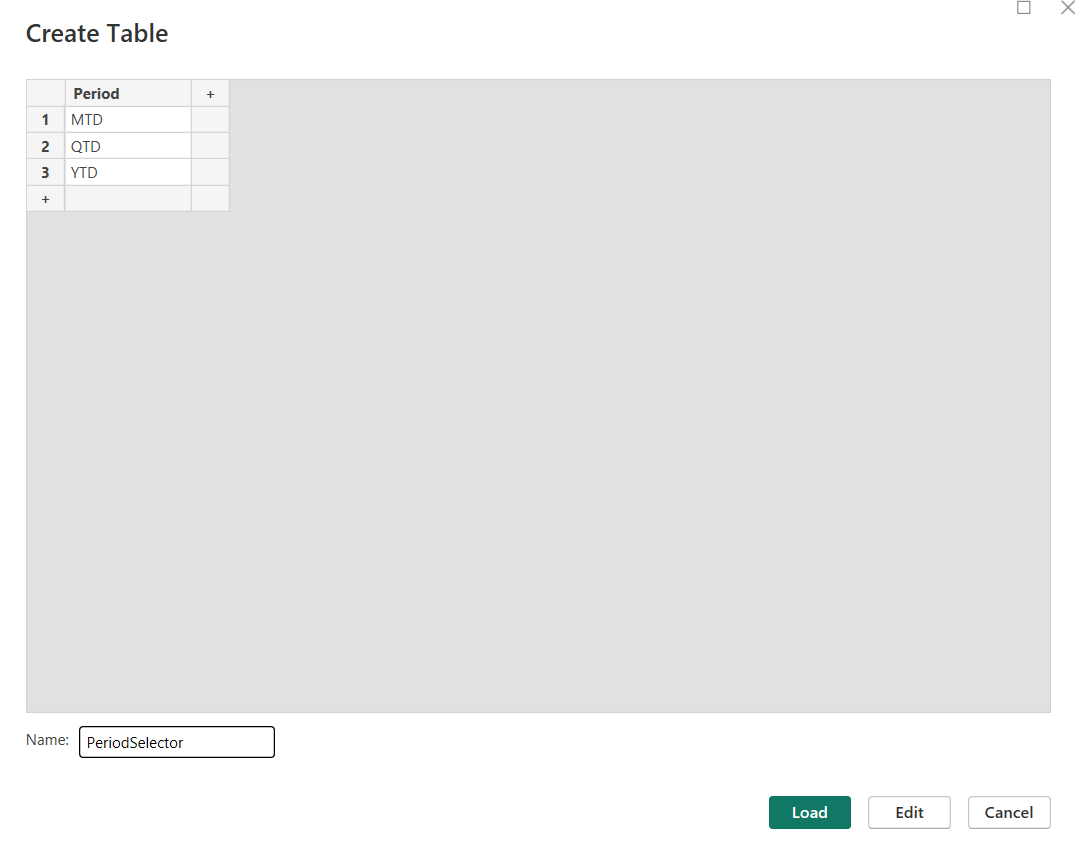 Create Table
Period +
1 MTD
2 QTD
3 YTD
+
Name: PeriodSelector
Load Edit Cancel